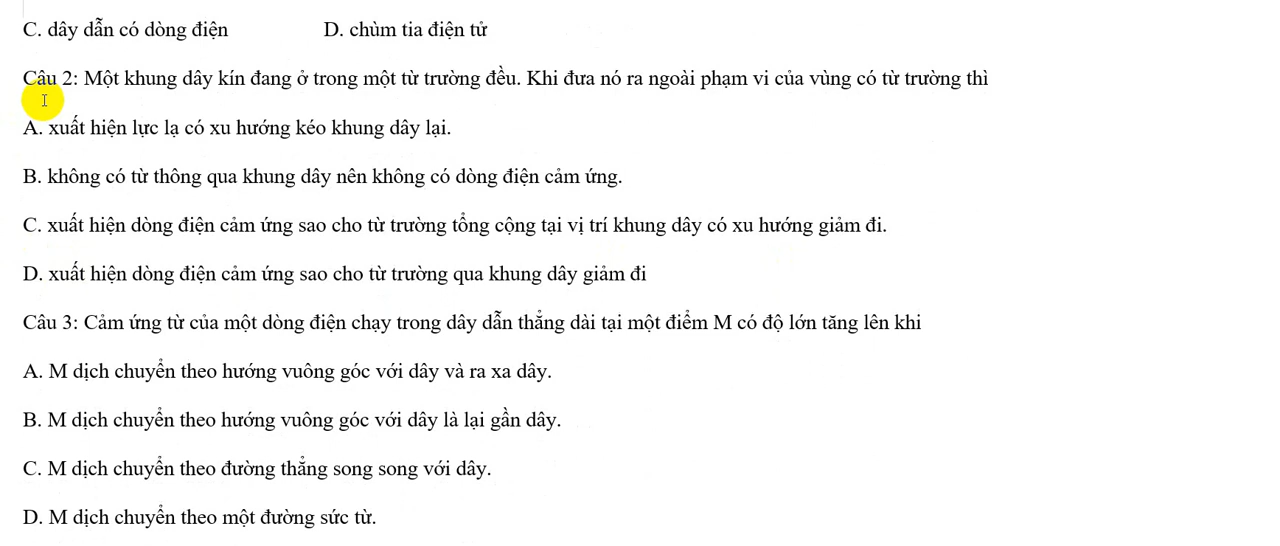 C. dây dẫn có dòng điện D. chùm tia điện tử
Câu 2: Một khung dây kín đang ở trong một từ trường đều. Khi đưa nó ra ngoài phạm vi của vùng có từ trường thì
A. xuất hiện lực lạ có xu hướng kéo khung dây lại.
B. không có từ thông qua khung dây nên không có dòng điện cảm ứng.
C. xuất hiện dòng điện cảm ứng sao cho từ trường tổng cộng tại vị trí khung dây có xu hướng giảm đi.
D. xuất hiện dòng điện cảm ứng sao cho từ trường qua khung dây giảm đi
Câu 3: Cảm ứng từ của một dòng điện chạy trong dây dẫn thẳng dài tại một điểm M có độ lớn tăng lên khi
A. M dịch chuyển theo hướng vuông góc với dây và ra xa dây.
B. M dịch chuyển theo hướng vuông góc với dây là lại gần dây.
C. M dịch chuyển theo đường thẳng song song với dây.
D. M dịch chuyển theo một đường sức từ.